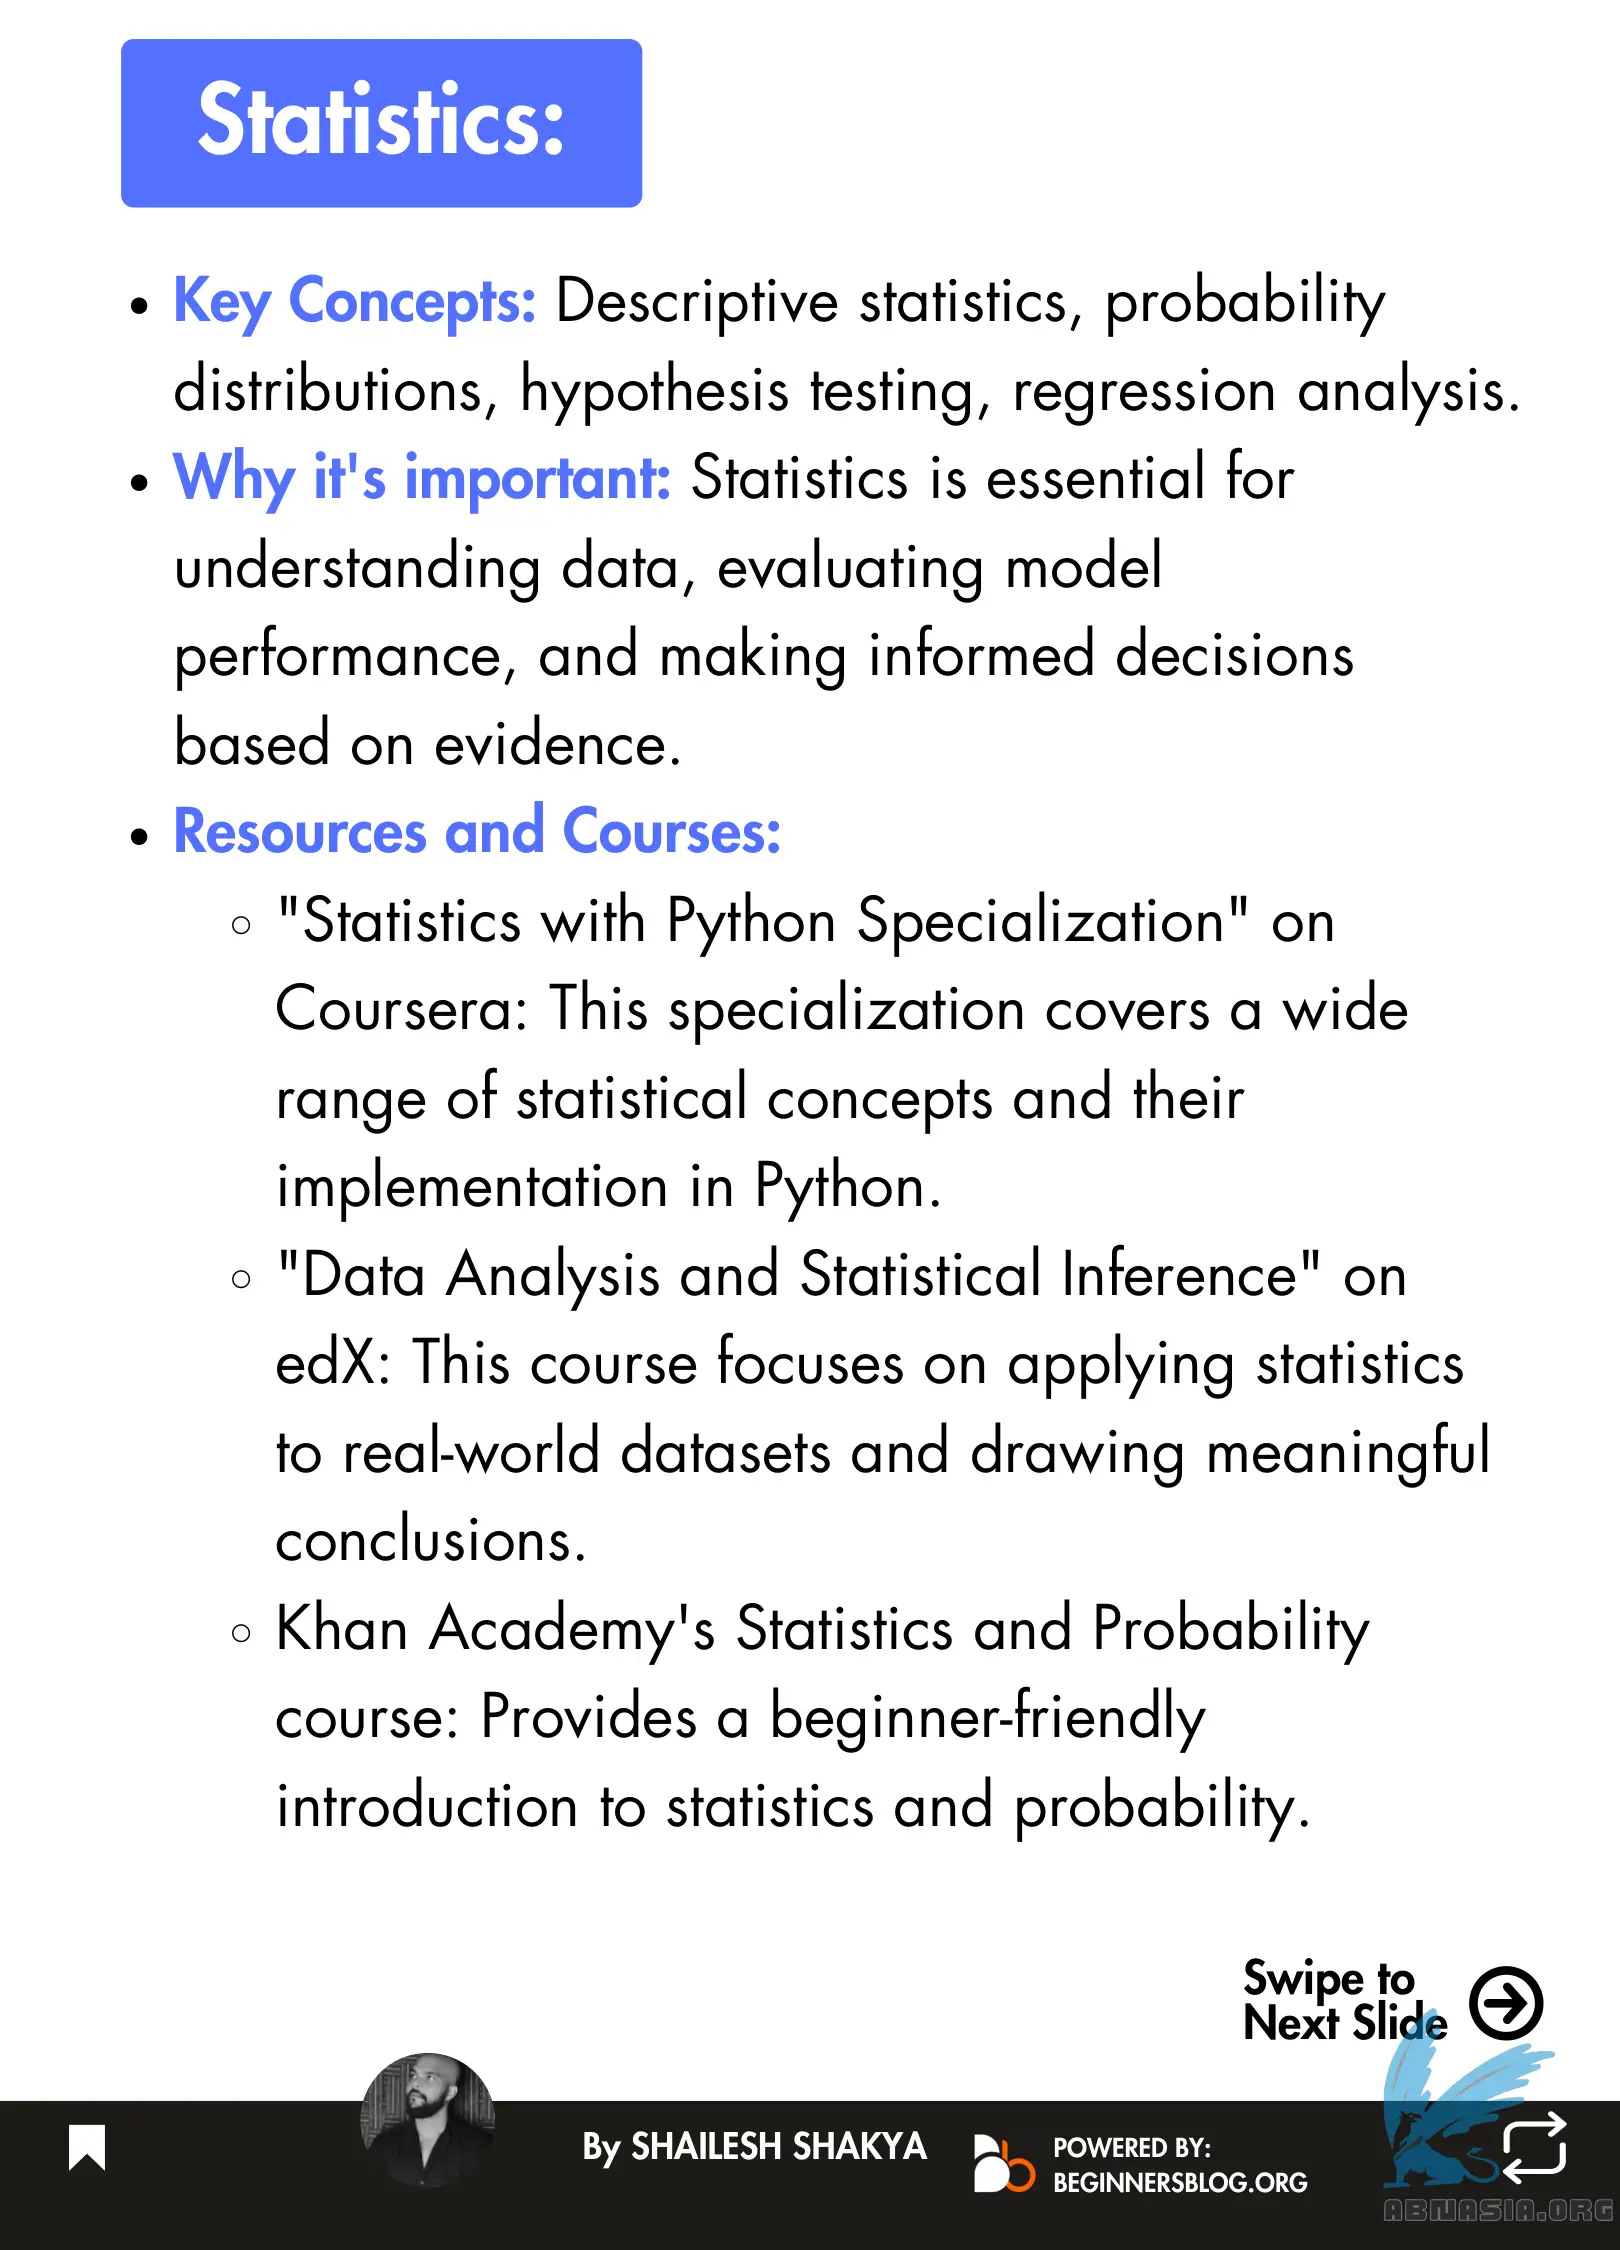 Statistics:
• Key Concepts: Descriptive statistics, probability
distributions, hypothesis testing, regression analysis.
• Why it's important: Statistics is essential for
understanding data, evaluating model
performance, and making informed decisions
based on evidence.
• Resources and Courses:
○ "Statistics with Python Specialization" on
Coursera: This specialization covers a wide
range of statistical concepts and their
implementation in Python.
○ "Data Analysis and Statistical Inference" on
edX: This course focuses on applying statistics
to real-world datasets and drawing meaningful
conclusions.
○ Khan Academy's Statistics and Probability
course: Provides a beginner-friendly
introduction to statistics and probability.
Swipe to
Next Slide
By SHAILESH SHAKYA
POWERED BY:
BEGINNERSBLOG.ORG
ABNASIA.ORG